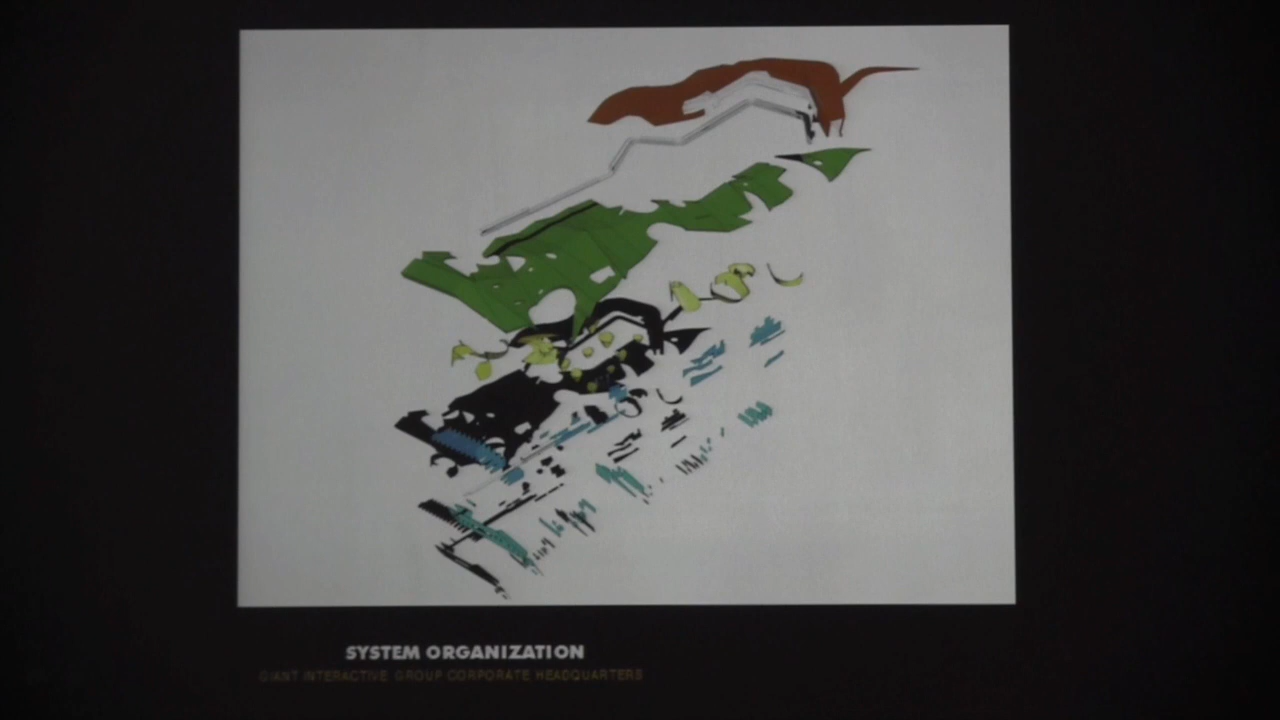 SYSTEM ORGANIZATION
GIANT INTERACTIVE GROUP CORPORATE HEADQUARTERS